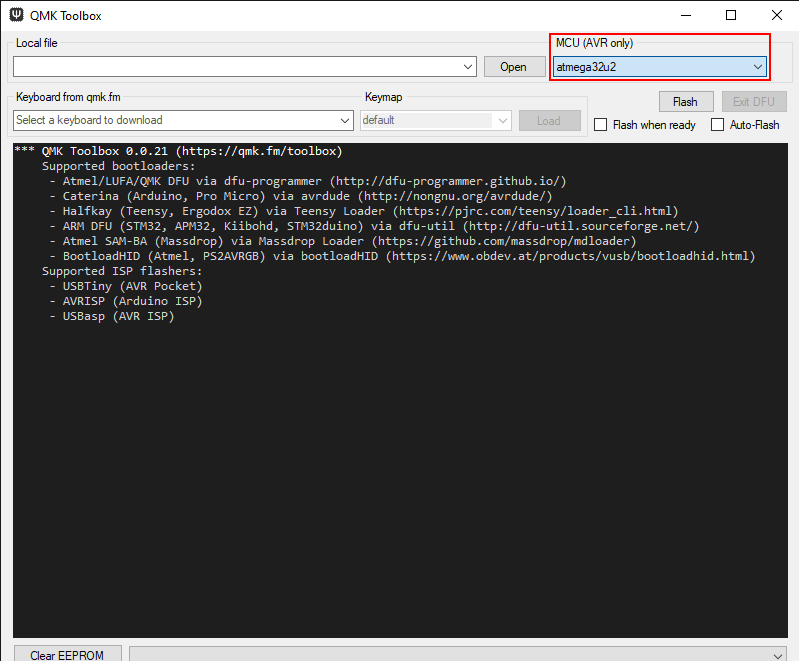 QMK Toolbox
Local file
MCU (AVR only)
Open
atmega32u2
Keyboard from qmk.fm
Keymap
Flash
Exit DFU
Select a keyboard to download
default
Load
Flash when ready
Auto-Flash
*** QMK Toolbox 0.0.21 (https://qmk.fm/toolbox)
Supported bootloaders:
- Atmel/LUFA/QMK DFU via dfu-programmer (http://dfu-programmer.github.io/)
- Caterina (Arduino, Pro Micro) via avrdude (http://nongnu.org/avrdude/)
- Halfkay (Teensy, Ergodox EZ) via Teensy Loader (https://pjrc.com/teensy/loader_cli.html)
- ARM DFU (STM32, APM32, Kiibohd, STM32duino) via dfu-util (http://dfu-util.sourceforge.net/)
- Atmel SAM-BA (Massdrop) via Massdrop Loader (https://github.com/massdrop/mdloader)
- BootloadHID (Atmel, PS2AVRGB) via bootloadHID (https://www.obdev.at/products/vusb/bootloadhid.html)
Supported ISP flashers:
- USBTiny (AVR Pocket)
- AVRISP (Arduino ISP)
- USBasp (AVR ISP)
Clear EEPROM